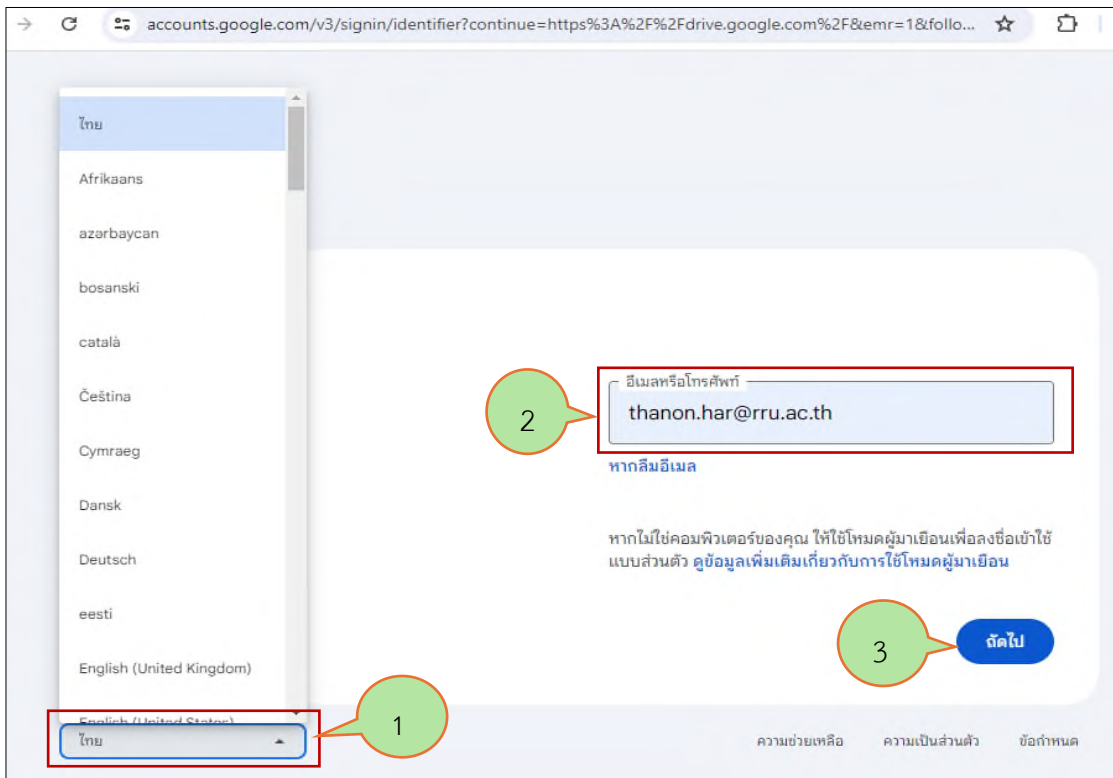 accounts.google.com/v3/signin/identifier?continue=https%3A%2F%2Fdrive.google.com%2F&emr=1&follo...
ไทย
Afrikaans
azərbaycan
bosanski
català
Čeština
Cymraeg
Dansk
Deutsch
eesti
English (United Kingdom)
English (United States)
ไทย
1
2
อีเมลหรือโทรศัพท์
thanon.har@rru.ac.th
หากลืมอีเมล
หากไม่ใช่คอมพิวเตอร์ของคุณ ให้ใช้โหมดผู้มาเยือนเพื่อลงชื่อเข้าใช้
แบบส่วนตัว ดูข้อมูลเพิ่มเติมเกี่ยวกับการใช้โหมดผู้มาเยือน
3
ถัดไป
ความช่วยเหลือ ความเป็นส่วนตัว ข้อกำหนด